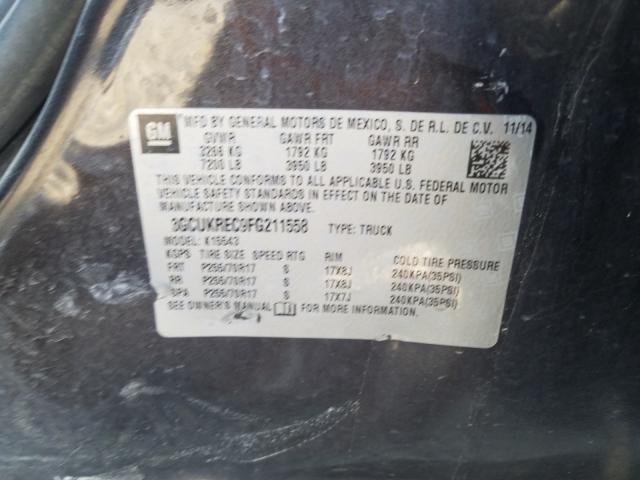 GM
MFD BY GENERAL MOTORS DE MEXICO, S. DE R.L. DE C.V. 11/14
GVWR GAWR FRT GAWR RR
3266 KG 1792 KG 1792 KG
7200 LB 3950 LB 3950 LB
THIS VEHICLE CONFORMS TO ALL APPLICABLE U.S. FEDERAL MOTOR
VEHICLE SAFETY STANDARDS IN EFFECT ON THE DATE OF
MANUFACTURE SHOWN ABOVE.
3GCUKREC9FG211558 TYPE: TRUCK
MODEL: K15543
TIRE SIZE SPEED RTG RIM COLD TIRE PRESSURE
FRT P255/70R17 S 17X8J 240KPA(35PSI)
RR P255/70R17 S 17X8J 240KPA(35PSI)
SPA P255/70R17 S 17X7J 240KPA(35PSI)
SEE OWNER'S MANUAL FOR MORE INFORMATION.